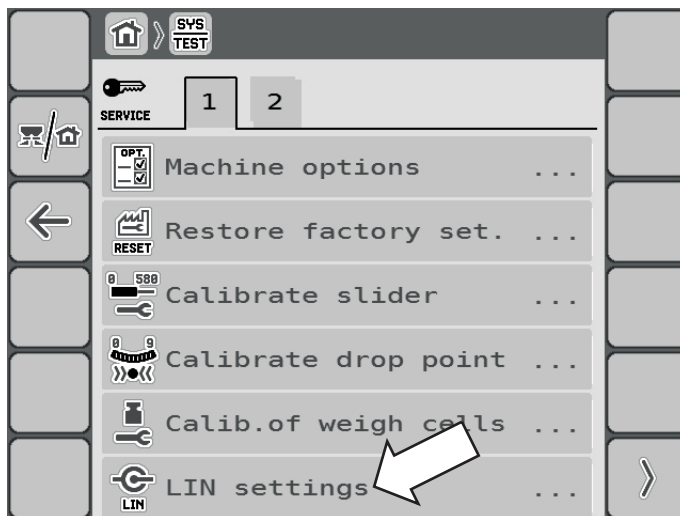 SYS
TEST
SERVICE
1 2
OPT.
Machine options ...
RESET
Restore factory set. ...
0 580
Calibrate slider ...
0 9
Calibrate drop point ...
Calib.of weigh cells ...
LIN
LIN settings ...